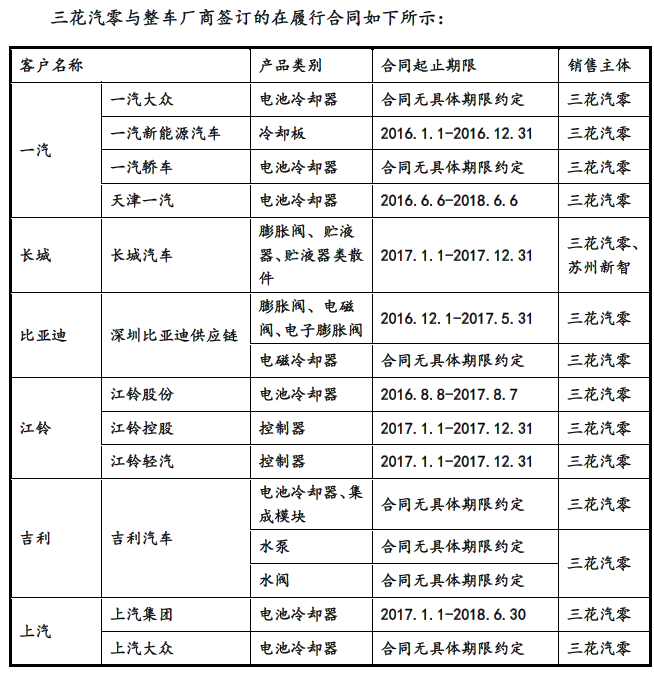 三花汽零与整车厂商签订的在履行合同如下所示：
客户名称 产品类别 合同起止期限 销售主体
一汽 一汽大众 电池冷却器 合同无具体期限约定 三花汽零
一汽新能源汽车 冷却板 2016.1.1-2016.12.31 三花汽零
一汽轿车 电池冷却器 合同无具体期限约定 三花汽零
天津一汽 电池冷却器 2016.6.6-2018.6.6 三花汽零
长城 长城汽车 膨胀阀、贮液
器、贮液器类散
件 2017.1.1-2017.12.31 三花汽零、
苏州新智
比亚迪 深圳比亚迪供应链 膨胀阀、电磁
阀、电子膨胀阀 2016.12.1-2017.5.31 三花汽零
电磁冷却器 合同无具体期限约定 三花汽零
江铃 江铃股份 电池冷却器 2016.8.8-2017.8.7 三花汽零
江铃控股 控制器 2017.1.1-2017.12.31 三花汽零
江铃轻汽 控制器 2017.1.1-2017.12.31 三花汽零
吉利 吉利汽车 电池冷却器、集
成模块 合同无具体期限约定 三花汽零
水泵 合同无具体期限约定 三花汽零
水阀 合同无具体期限约定
上汽 上汽集团 电池冷却器 2017.1.1-2018.6.30 三花汽零
上汽大众 电池冷却器 合同无具体期限约定 三花汽零